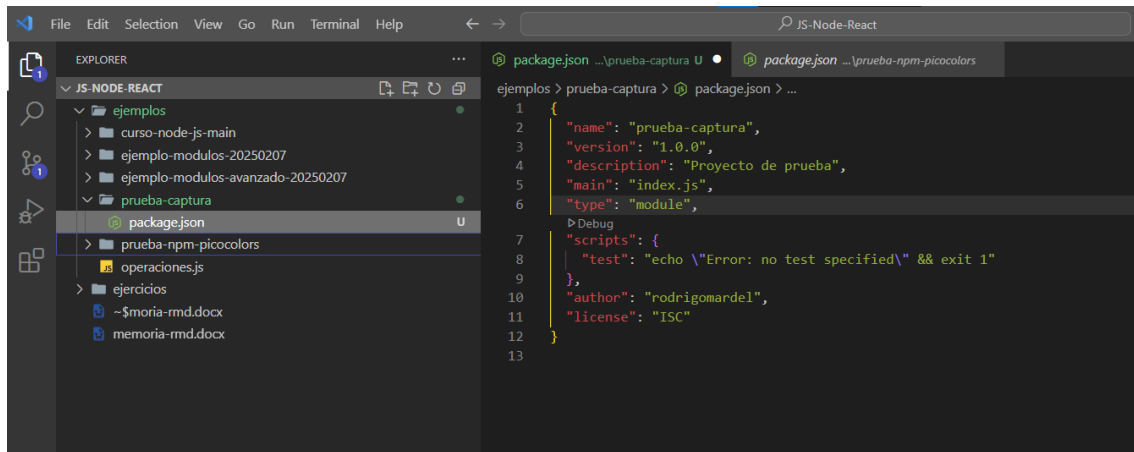 File Edit Selection View Go Run Terminal Help
JS-Node-React
EXPLORER
JS-NODE-REACT
ejemplos
curso-node-js-main
ejemplo-modulos-20250207
ejemplo-modulos-avanzado-20250207
prueba-captura
package.json U
prueba-npm-picocolors
operaciones.js
ejercicios
~$moria-rmd.docx
memoria-rmd.docx
1
1
package.json ...\prueba-captura U
package.json ...\prueba-npm-picocolors
ejemplos > prueba-captura > package.json > ...
1 {
2 "name": "prueba-captura",
3 "version": "1.0.0",
4 "description": "Proyecto de prueba",
5 "main": "index.js",
6 "type": "module",
Debug
7 "scripts": {
8 "test": "echo \"Error: no test specified\" && exit 1"
9 },
10 "author": "rodrigomardel",
11 "license": "ISC"
12 }
13